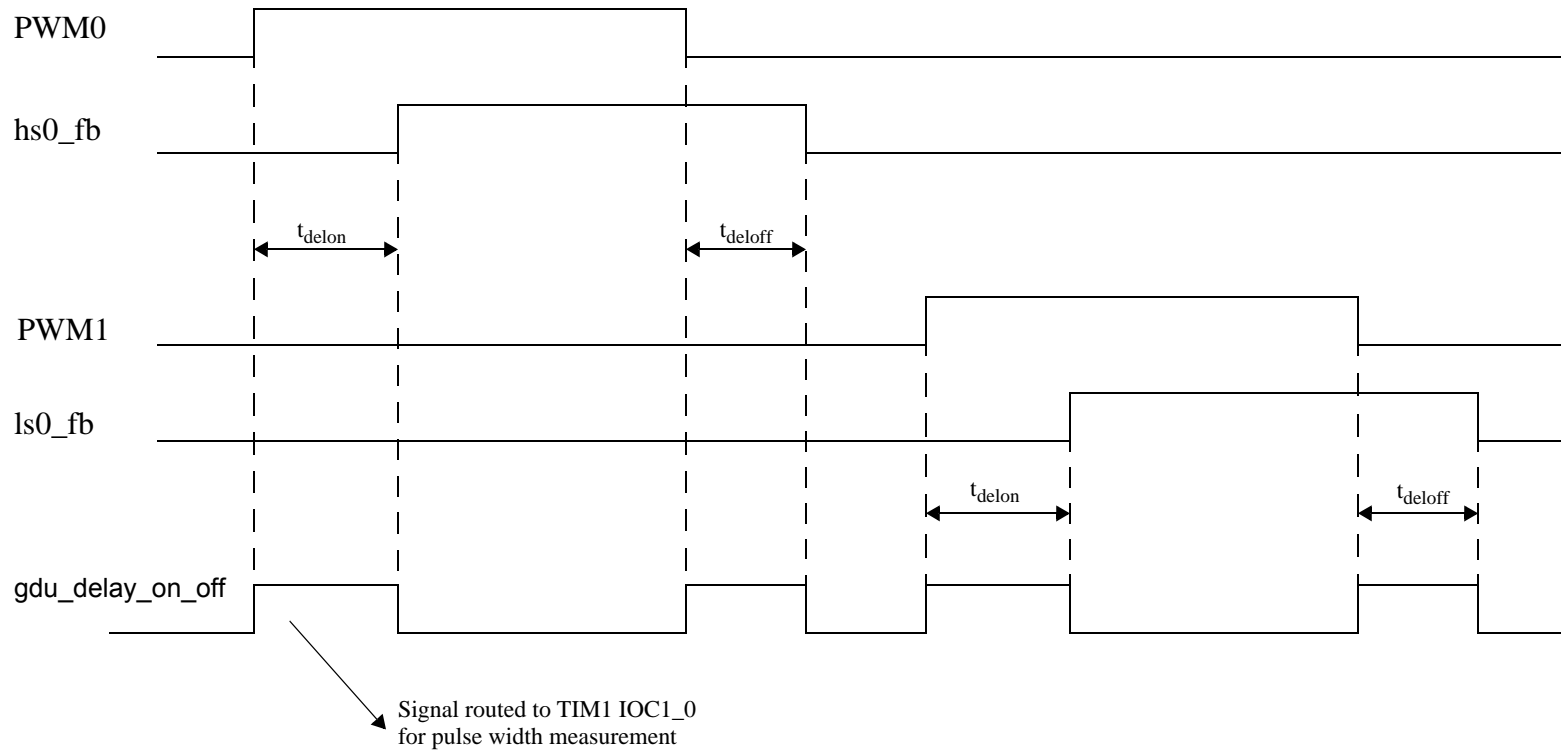 PWM0
hs0_fb
tdelon
tdeloff
PWM1
ls0_fb
tdelon
tdeloff
gdu_delay_on_off
Signal routed to TIM1 IOC1_0
for pulse width measurement